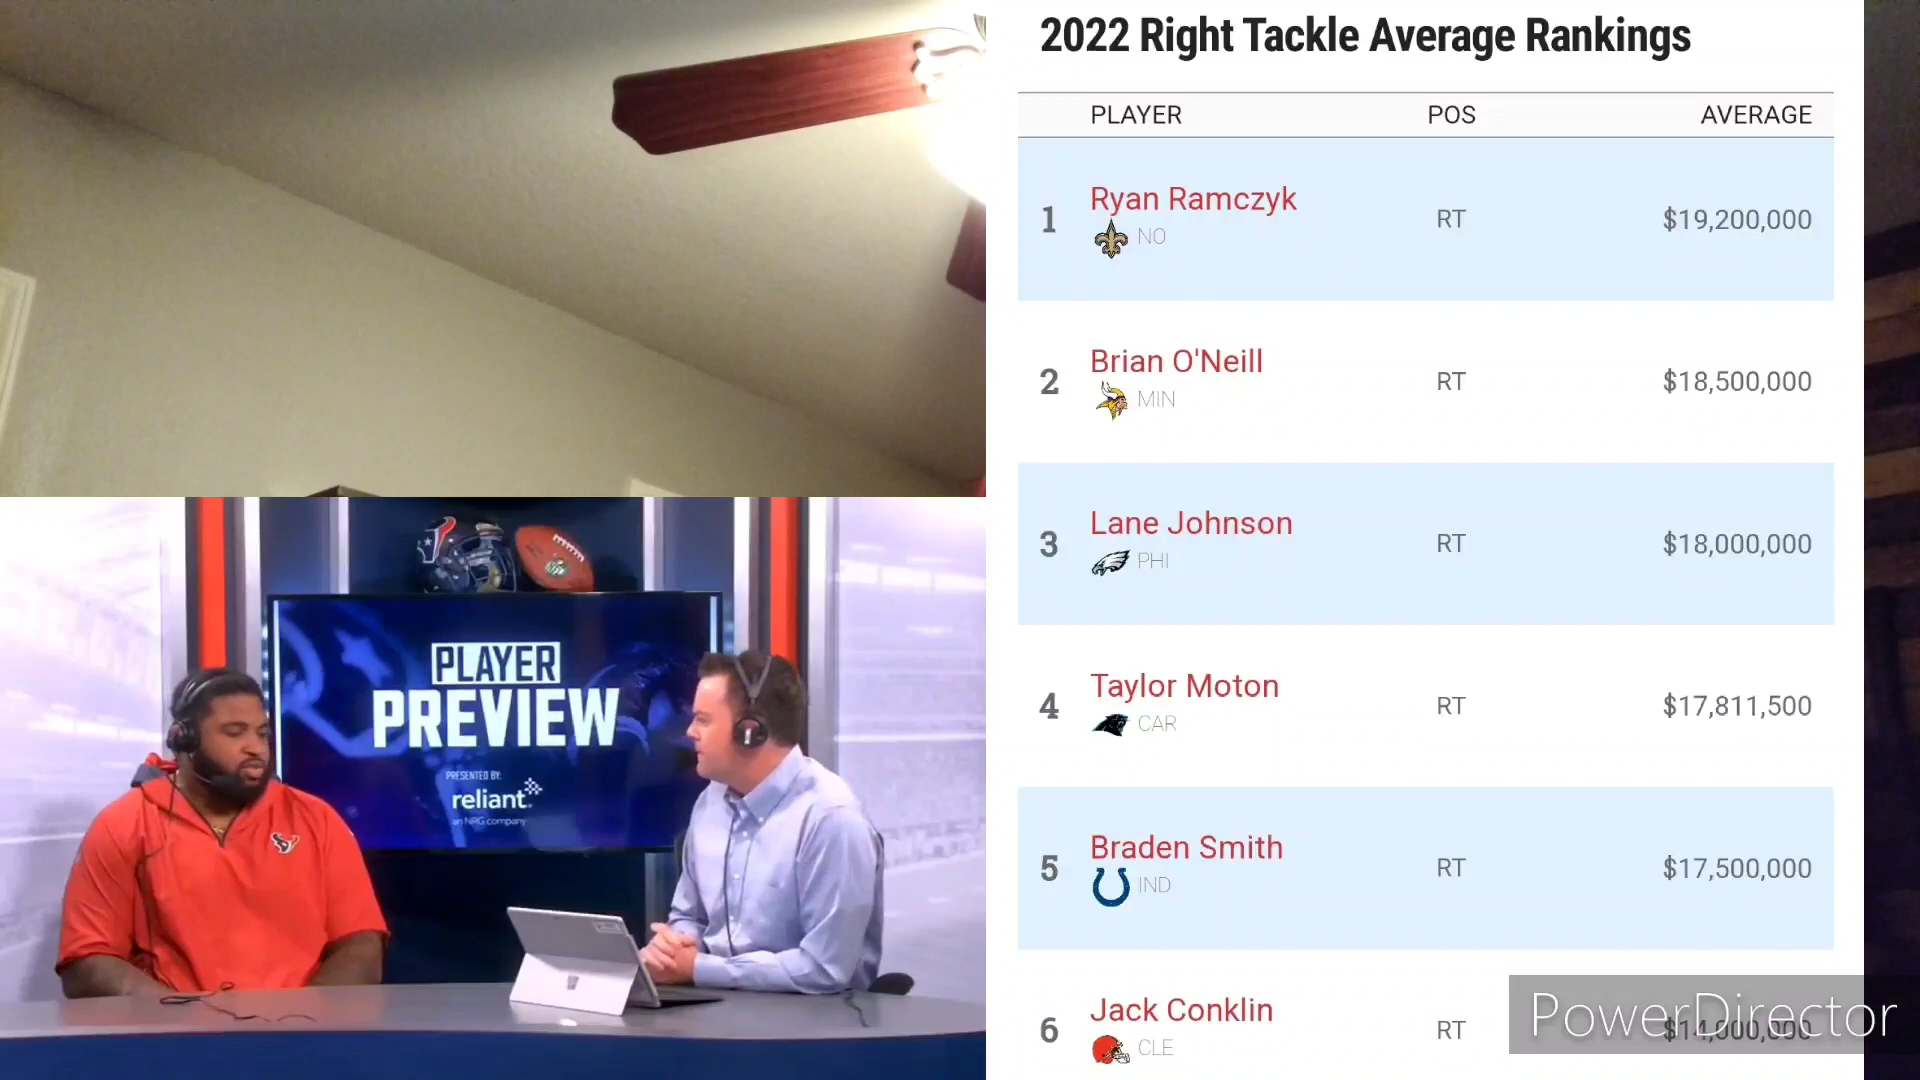 2022 Right Tackle Average Rankings
PLAYER POS AVERAGE
1 Ryan Ramczyk RT $19,200,000
NO
2 Brian O'Neill RT $18,500,000
MIN
3 Lane Johnson RT $18,000,000
PHI
4 Taylor Moton RT $17,811,500
CAR
5 Braden Smith RT $17,500,000
IND
6 Jack Conklin RT $14,000,000
CLE
PowerDirector
PLAYER
PREVIEW
PRESENTED BY:
reliant
an NRG company